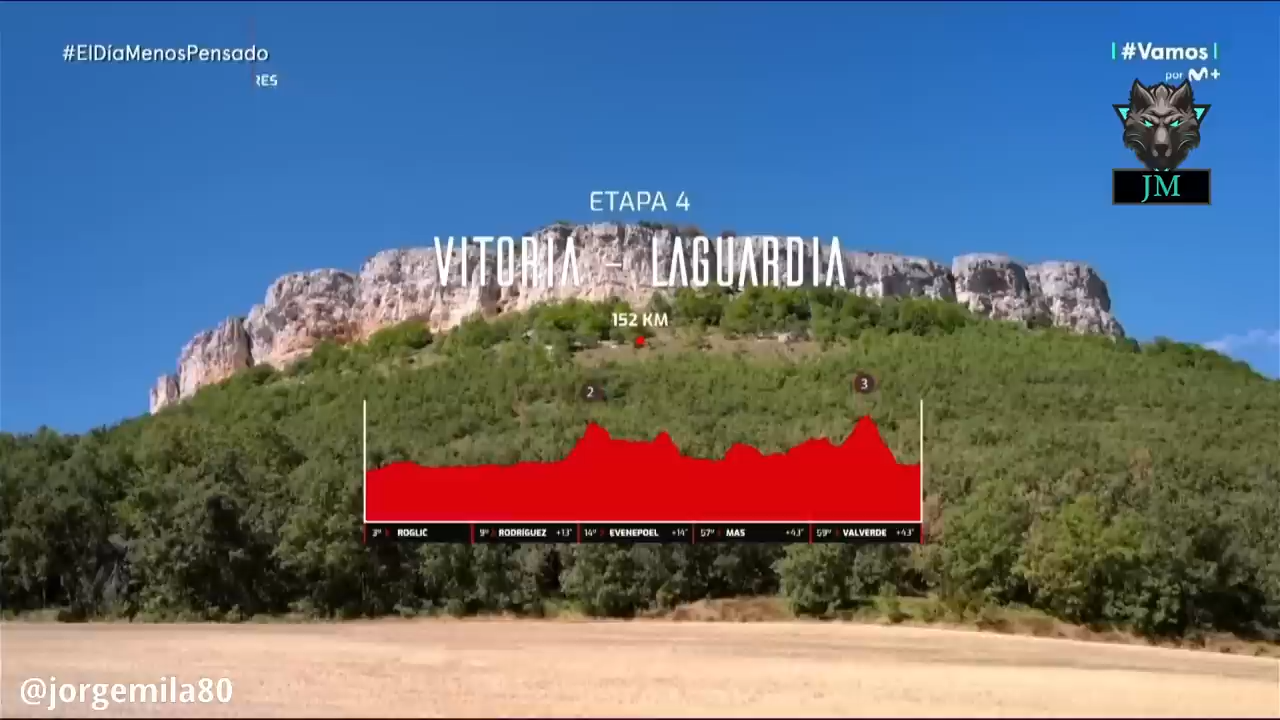 #ElDíaMenosPensado
RES
#Vamos
por M+
JM
ETAPA 4
VITORIA - LAGUARDIA
152 KM
2
3
3º ROGLIČ 9º RODRÍGUEZ +13" 14º EVENEPOEL +14" 57º MAS +43" 59º VALVERDE +43"
@jorgemila80